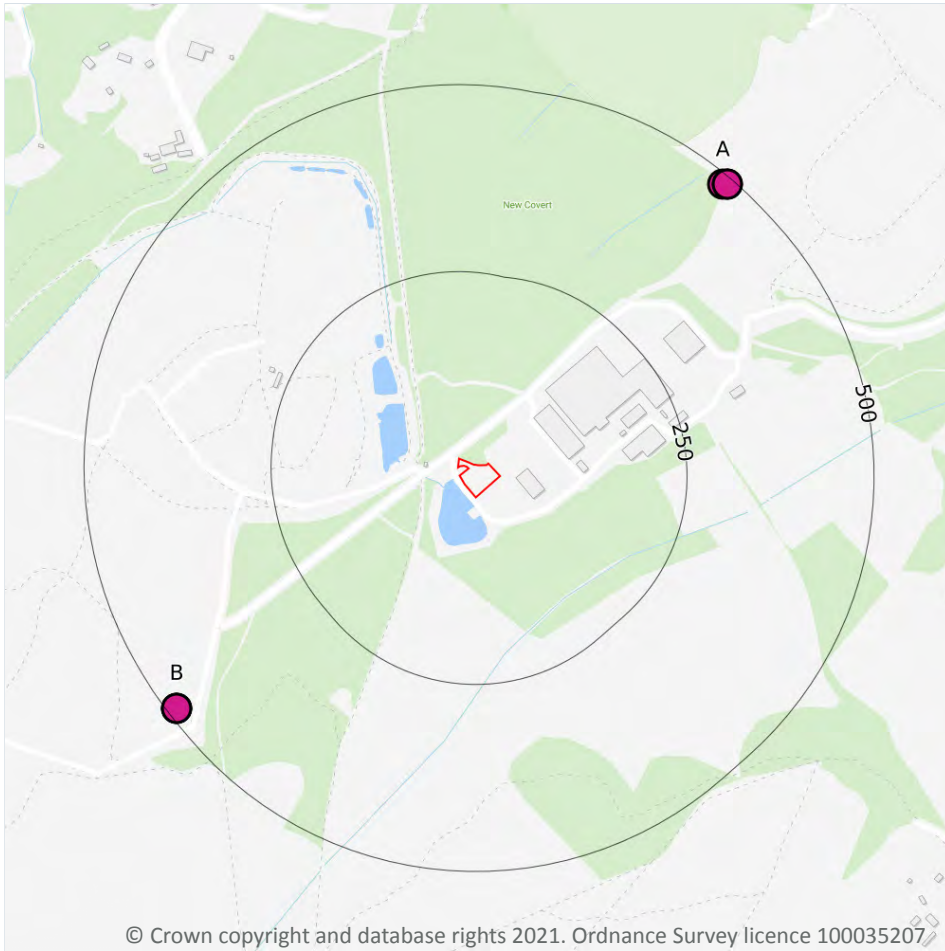 A
New Covert
500
250
B
© Crown copyright and database rights 2021. Ordnance Survey licence 100035207